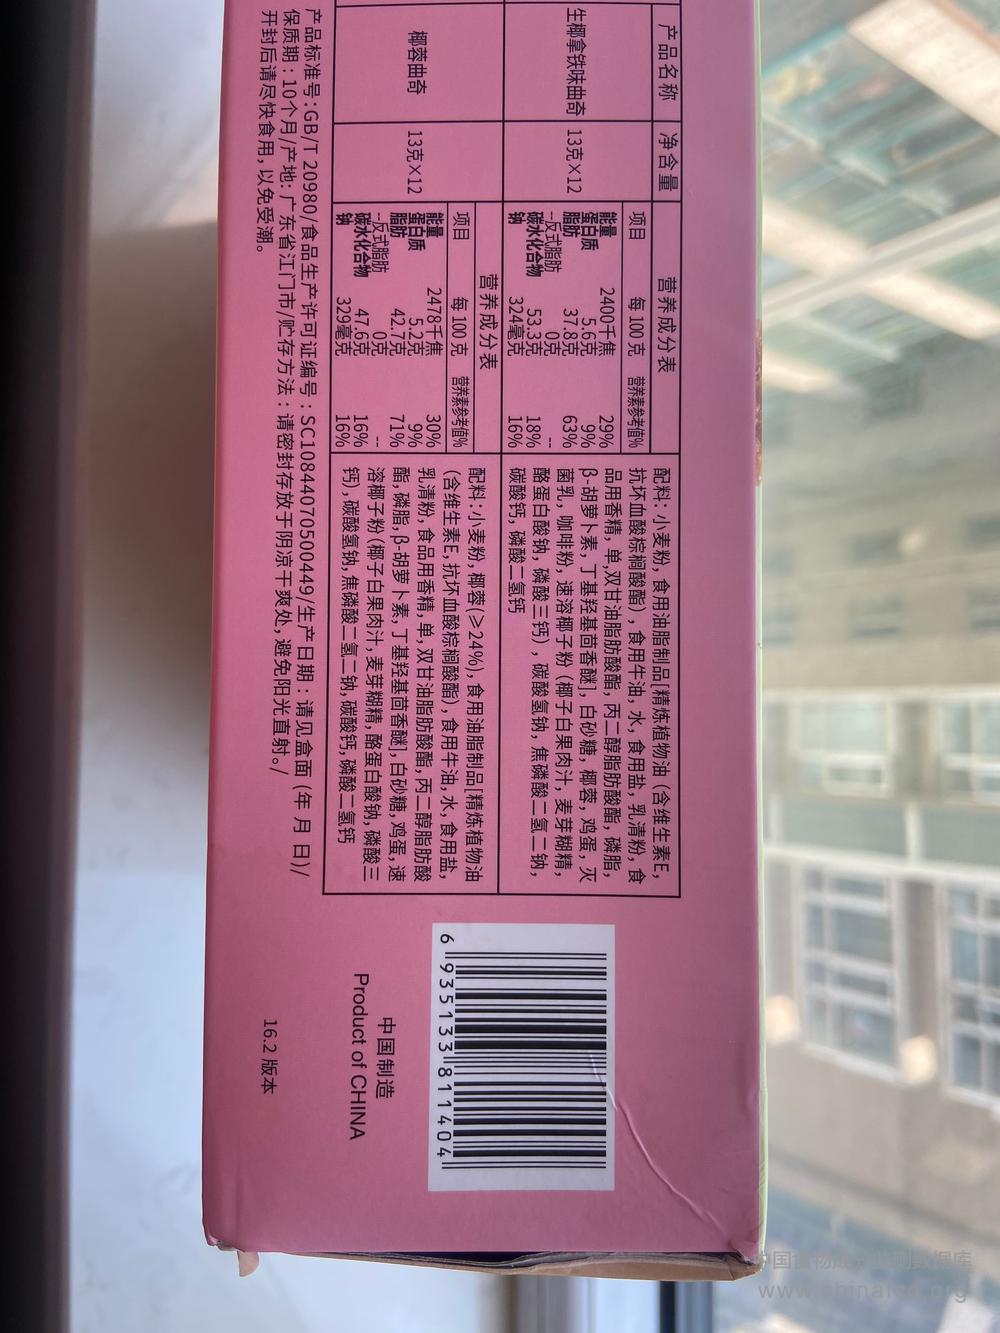 产品名称
净含量
营养成分表
项目 每 100 克 营养素参考值%
生椰拿铁味曲奇
13克×12
能量 2400千焦 29%
蛋白质 5.6克 9%
脂肪 37.8克 63%
-反式脂肪 0克 --
碳水化合物 53.3克 18%
钠 324毫克 16%
配料:小麦粉, 食用油脂制品[精炼植物油（含维生素E,
抗坏血酸棕榈酸酯）, 食用牛油, 水, 食用盐, 乳清粉, 食
品用香精, 单,双甘油脂肪酸酯, 丙二醇脂肪酸酯, 磷脂,
β-胡萝卜素, 丁基羟基茴香醚], 白砂糖, 椰蓉, 鸡蛋, 灭
菌乳, 咖啡粉, 速溶椰子粉（椰子白果肉汁, 麦芽糊精,
酪蛋白酸钠, 磷酸三钙）, 碳酸氢钠, 焦磷酸二氢二钠,
碳酸钙, 磷酸二氢钙
椰蓉曲奇
13克×12
营养成分表
项目 每 100 克 营养素参考值%
能量 2478千焦 30%
蛋白质 5.2克 9%
脂肪 42.7克 71%
-反式脂肪 0克 --
碳水化合物 47.6克 16%
钠 329毫克 16%
配料:小麦粉, 椰蓉(≥24%), 食用油脂制品[精炼植物油
(含维生素E, 抗坏血酸棕榈酸酯), 食用牛油, 水, 食用盐,
乳清粉, 食品用香精, 单,双甘油脂肪酸酯, 丙二醇脂肪酸
酯, 磷脂, β-胡萝卜素, 丁基羟基茴香醚], 白砂糖, 鸡蛋, 速
溶椰子粉 (椰子白果肉汁, 麦芽糊精, 酪蛋白酸钠, 磷酸三
钙), 碳酸氢钠, 焦磷酸二氢二钠, 碳酸钙, 磷酸二氢钙
产品标准号:GB/T 20980/食品生产许可证编号:SC10844070500449/生产日期:请见盒面 (年 月 日)/
保质期:10个月/产地:广东省江门市/贮存方法:请密封存放于阴凉干爽处, 避免阳光直射。/
开封后请尽快食用, 以免受潮。
6 935133 811404
中国制造
Product of CHINA
16.2 版本